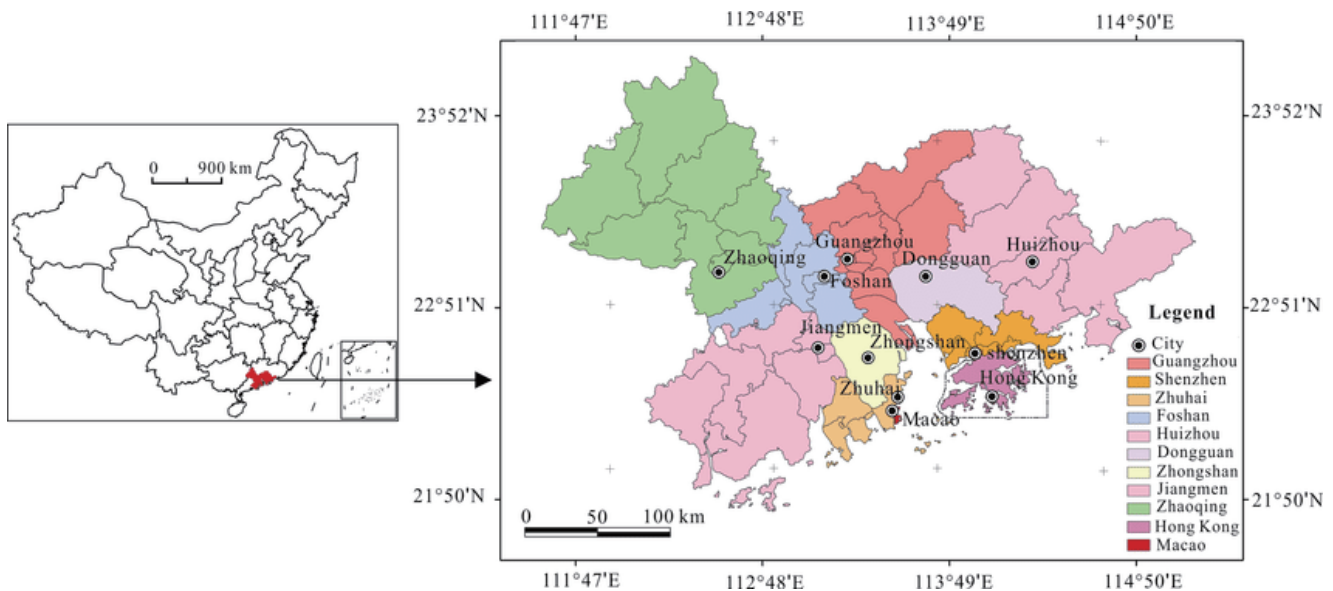 111°47'E 112°48'E 113°49'E 114°50'E
23°52'N 23°52'N
0 900 km
Guangzhou Huizhou
Zhaoqing Dongguan
Foshan
22°51'N 22°51'N
Legend
Jiangmen
Zhongshan City
shenzhen Guangzhou
Hong Kong Shenzhen
Zhuhai Zhuhai
Macao Foshan
Huizhou
Dongguan
Zhongshan
21°50'N Jiangmen 21°50'N
Zhaoqing
0 50 100 km
Hong Kong
Macao
111°47'E 112°48'E 113°49'E 114°50'E